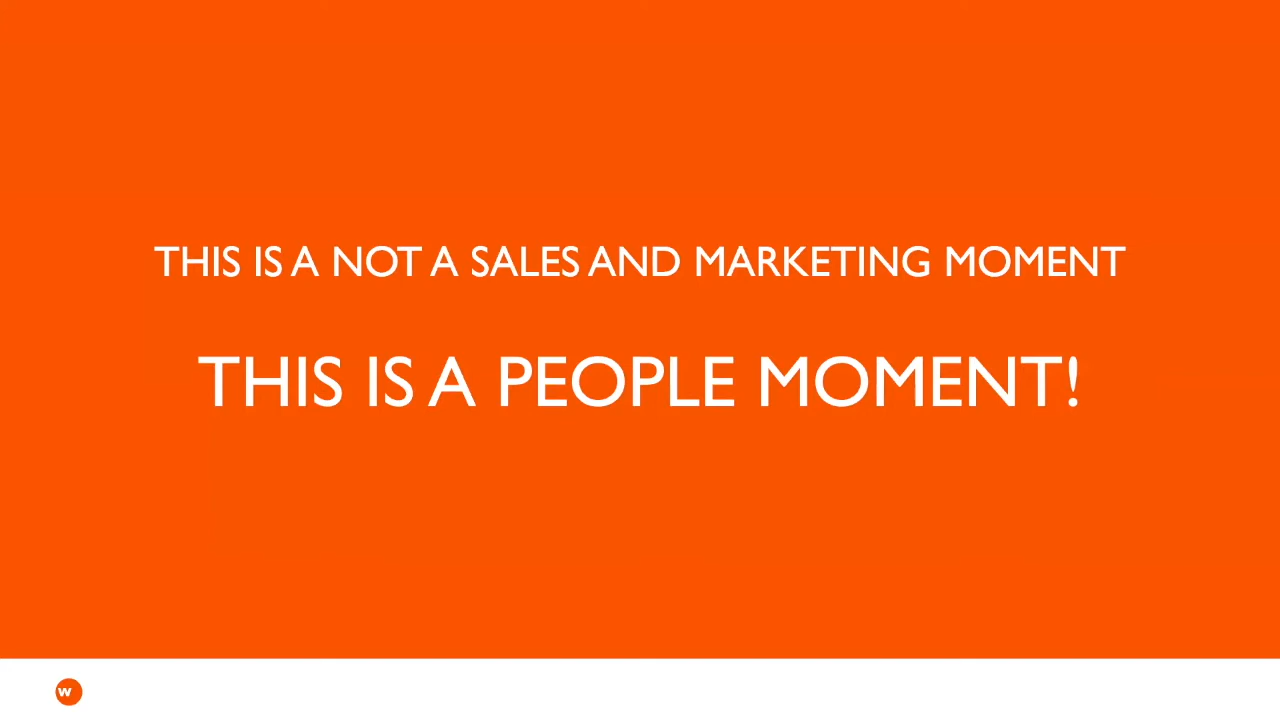 THIS IS A NOT A SALES AND MARKETING MOMENT
THIS IS A PEOPLE MOMENT!
w